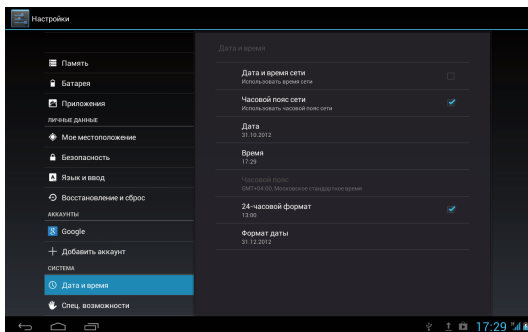 Настройки
Память
Батарея
Приложения
ЛИЧНЫЕ ДАННЫЕ
Мое местоположение
Безопасность
Язык и ввод
Восстановление и сброс
АККАУНТЫ
Google
Добавить аккаунт
СИСТЕМА
Дата и время
Спец. возможности
Дата и время
Дата и время сети
Использовать время сети
Часовой пояс сети
Использовать часовой пояс сети
Дата
31.10.2012
Время
17:29
Часовой пояс
GMT+04:00, Московское стандартное время
24-часовой формат
13:00
Формат даты
31.12.2012
17:29